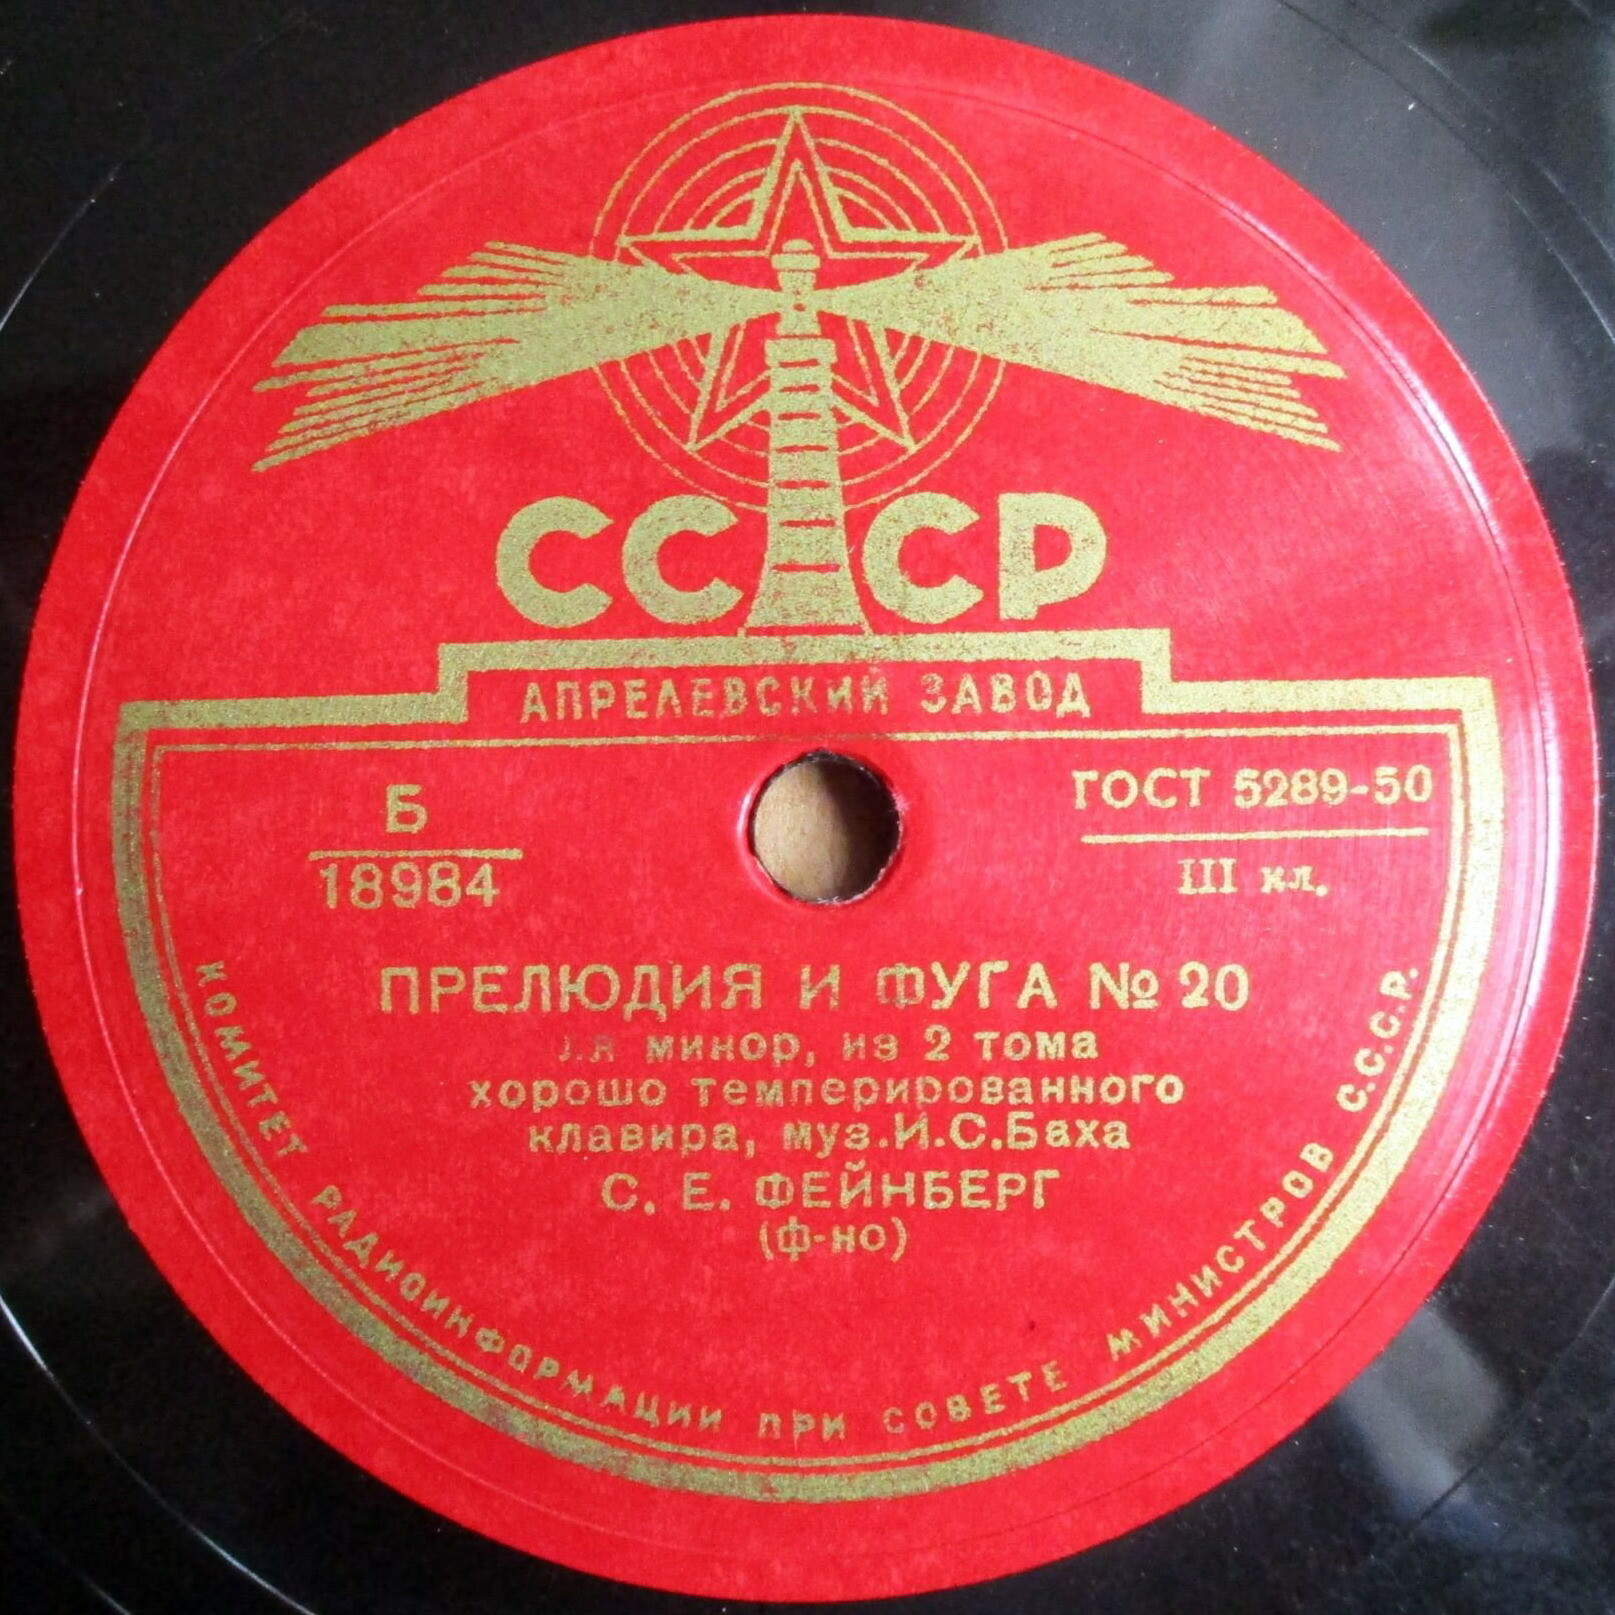 СССР
АПРЕЛЕВСКИЙ ЗАВОД
Б
18984
ГОСТ 5289-50
III кл.
ПРЕЛЮДИЯ И ФУГА № 20
ля минор, из 2 тома
хорошо темперированного
клавира, муз.И.С.Баха
С. Е. ФЕЙНБЕРГ
(ф-но)
КОМИТЕТ РАДИОИНФОРМАЦИИ ПРИ СОВЕТЕ МИНИСТРОВ С.С.С.Р.